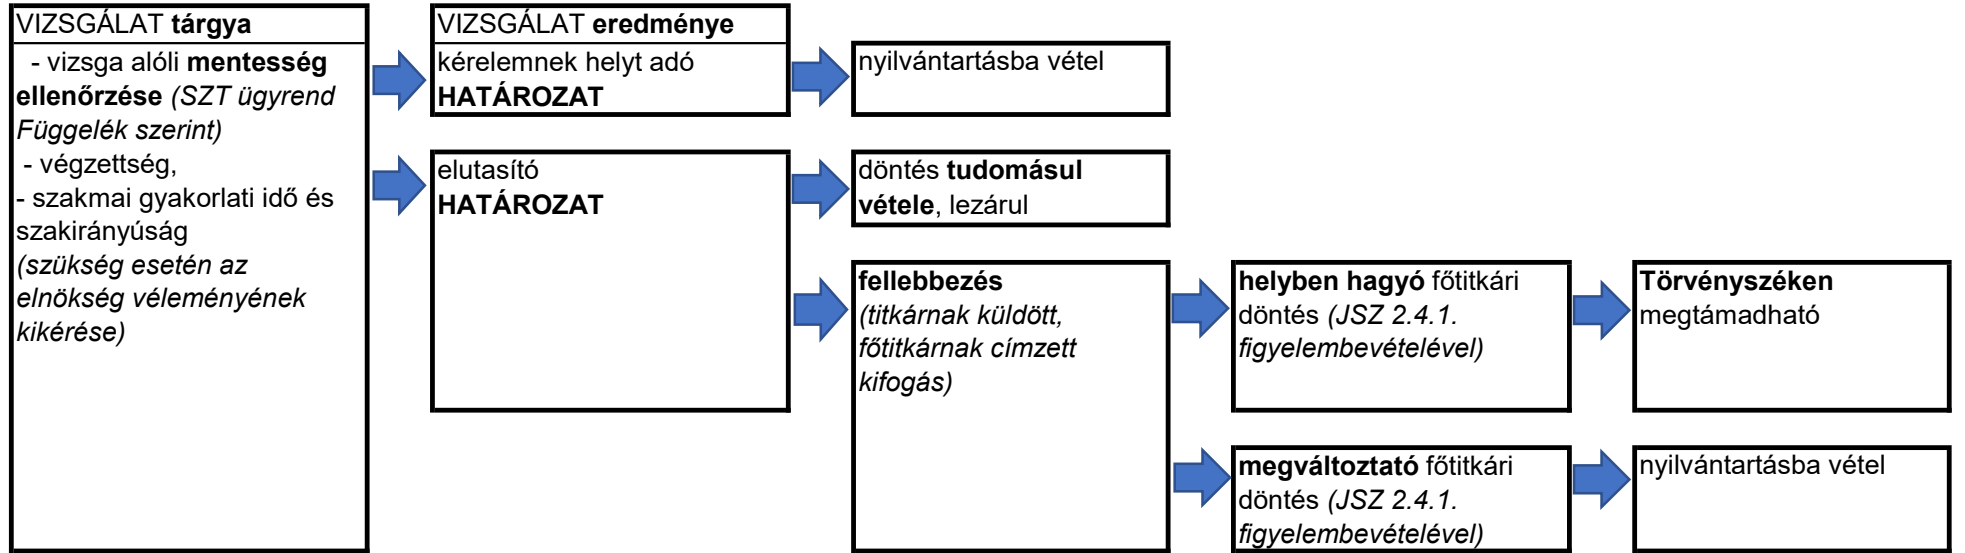 VIZSGÁLAT tárgya
- vizsga alóli mentesség
ellenőrzése (SZT ügyrend
Függelék szerint)
- végzettség,
- szakmai gyakorlati idő és
szakirányúság
(szükség esetén az
elnökség véleményének
kikérése)
VIZSGÁLAT eredménye
kérelemnek helyt adó
HATÁROZAT
nyilvántartásba vétel
elutasító
HATÁROZAT
döntés tudomásul
vétele, lezárul
fellebbezés
(titkárnak küldött,
főtitkárnak címzett
kifogás)
helyben hagyó főtitkári
döntés (JSZ 2.4.1.
figyelembevételével)
Törvényszéken
megtámadható
megváltoztató főtitkári
döntés (JSZ 2.4.1.
figyelembevételével)
nyilvántartásba vétel